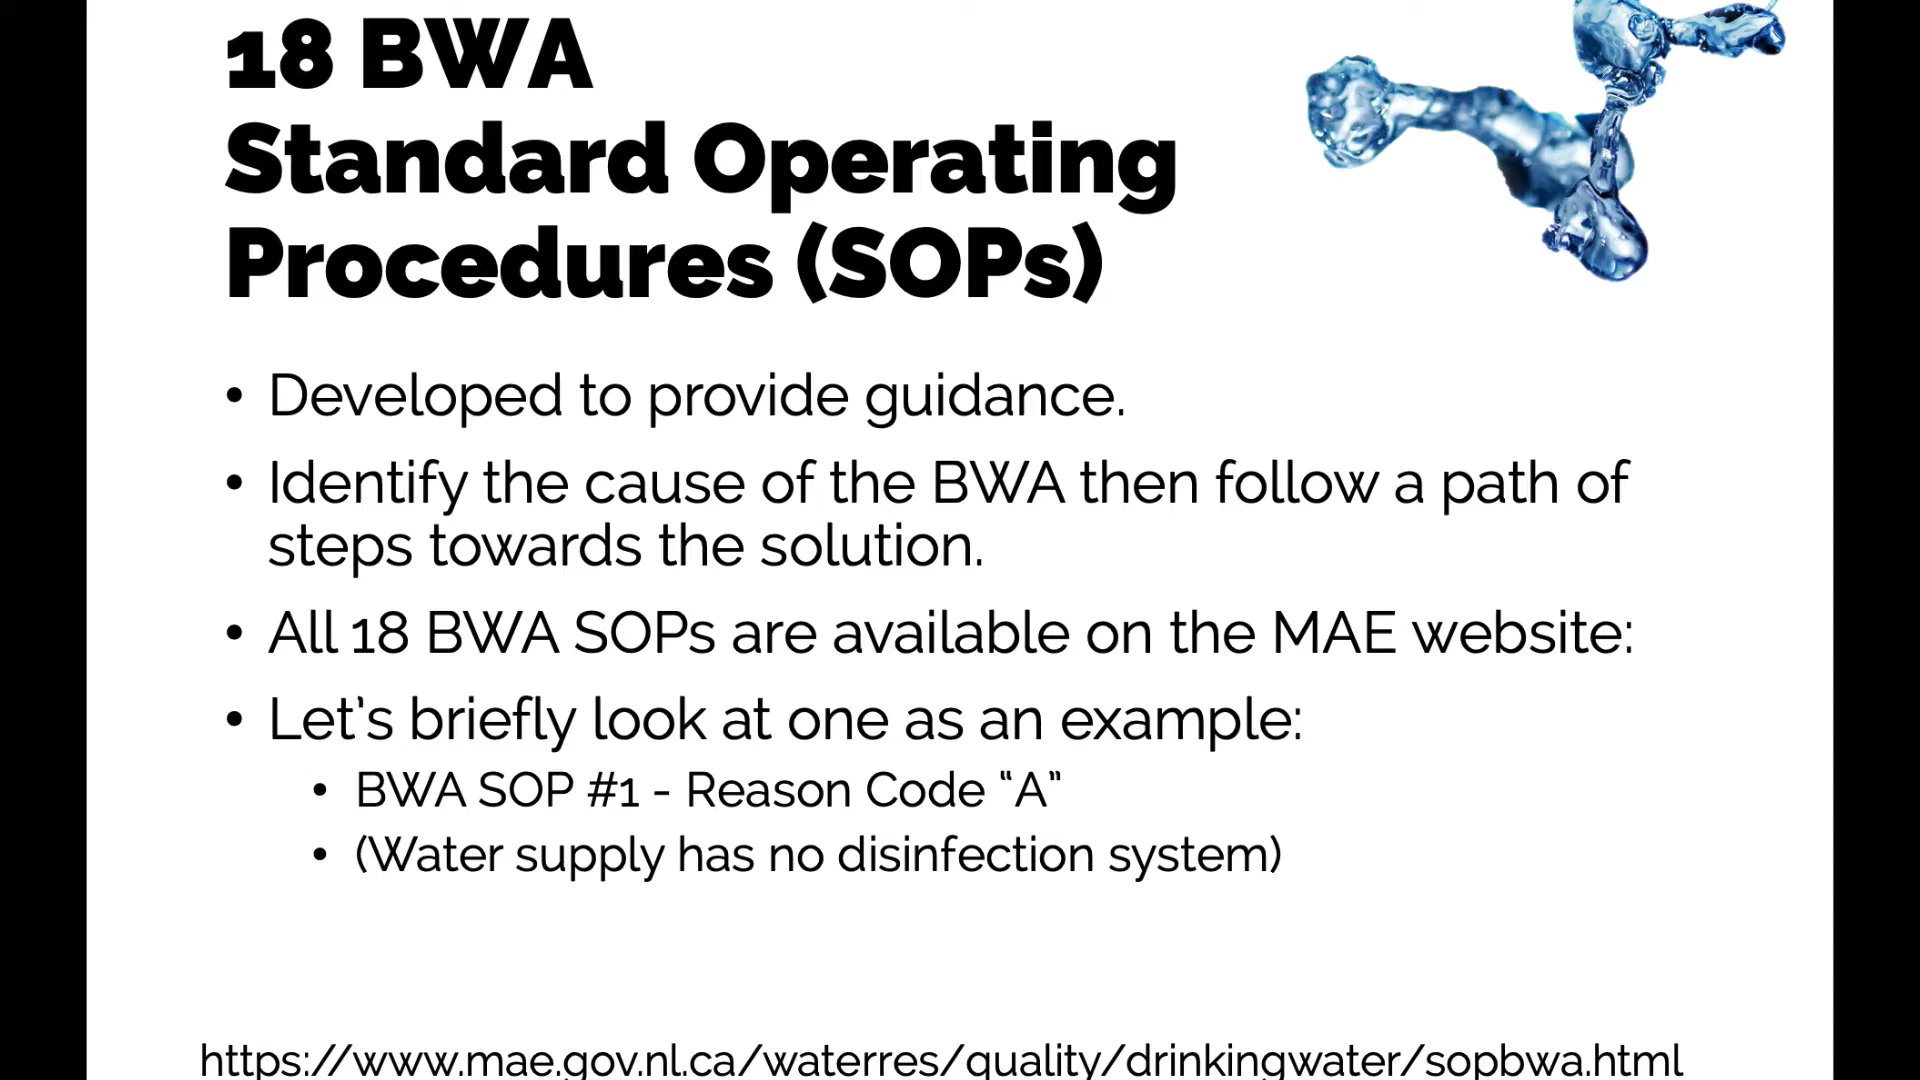 18 BWA
Standard Operating
Procedures (SOPs)
• Developed to provide guidance.
• Identify the cause of the BWA then follow a path of
steps towards the solution.
• All 18 BWA SOPs are available on the MAE website:
• Let’s briefly look at one as an example:
• BWA SOP #1 - Reason Code “A”
• (Water supply has no disinfection system)
https://www.mae.gov.nl.ca/waterres/quality/drinkingwater/sopbwa.html